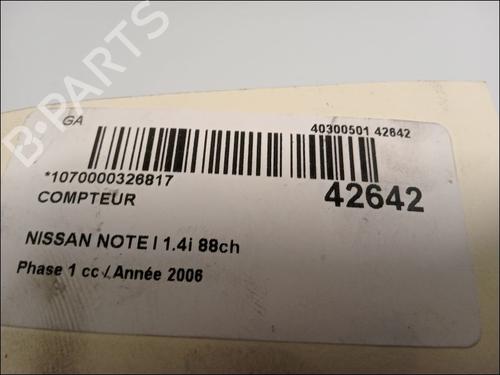 B-PARTS
GA
40300501 42642
*1070000326817
42642
COMPTEUR
NISSAN NOTE I 1.4i 88ch
Phase 1 cc / Année 2006